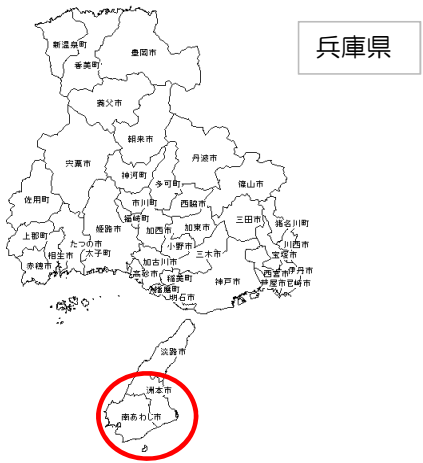 兵庫県
新温泉町
香美町
豊岡市
養父市
朝来市
宍粟市
丹波市
神河町
多可町
篠山市
佐用町
市川町
西脇市
福崎町
三田市
猪名川町
上郡町
姫路市
加西市
加東市
たつの市
相生市
太子町
小野市
三木市
川西市
宝塚市
赤穂市
加古川市
高砂市
稲美町
神戸市
西宮市
伊丹市
芦屋市
尼崎市
播磨町
明石市
淡路市
洲本市
南あわじ市